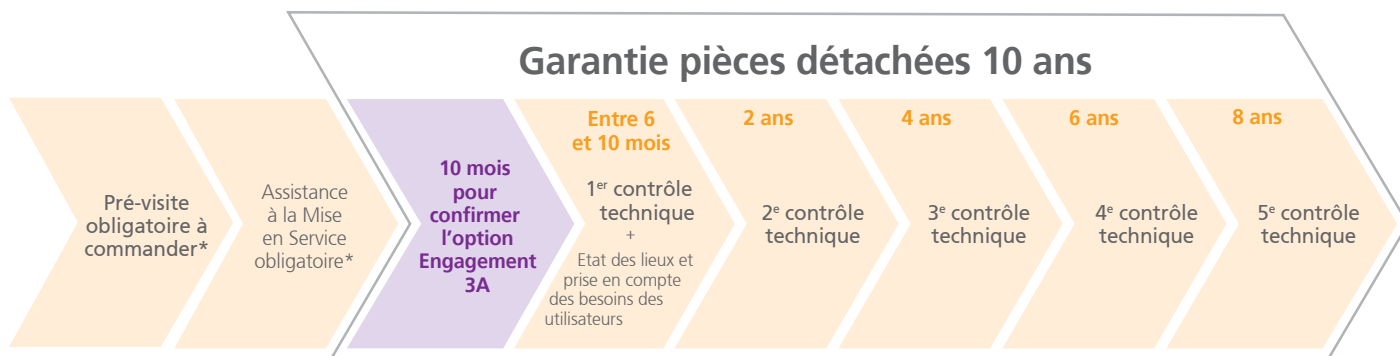 Garantie pièces détachées 10 ans
Pré-visite
obligatoire à
commander*
Assistance
à la Mise
en Service
obligatoire*
10 mois
pour
confirmer
l'option
Engagement
3A
Entre 6
et 10 mois
1er contrôle
technique
+
Etat des lieux et
prise en compte
des besoins des
utilisateurs
2 ans
2e contrôle
technique
4 ans
3e contrôle
technique
6 ans
4e contrôle
technique
8 ans
5e contrôle
technique